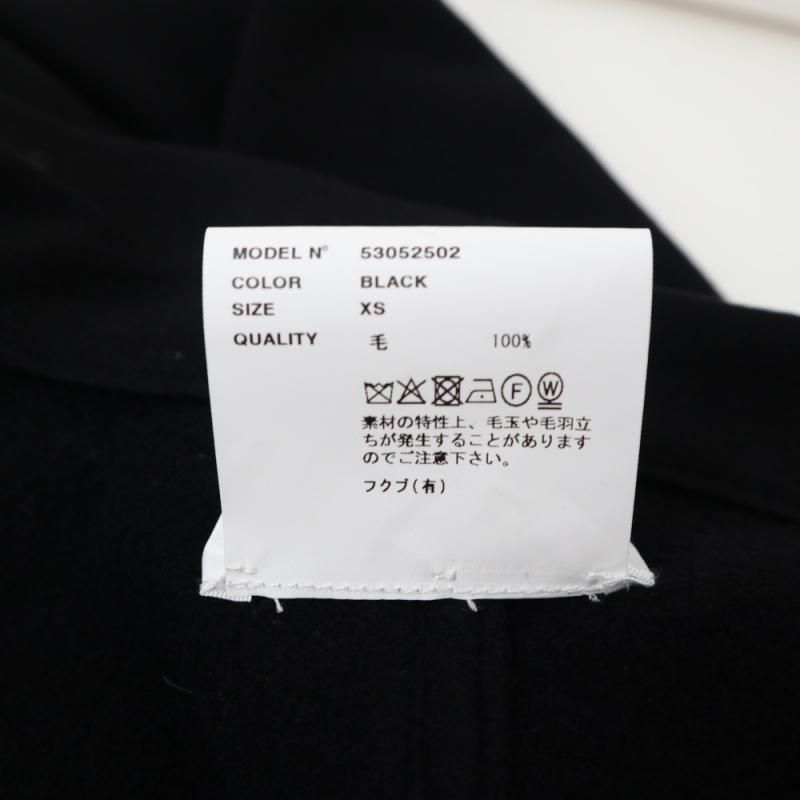 MODEL N° 53052502
COLOR BLACK
SIZE XS
QUALITY 毛 100%
F W
素材の特性上、毛玉や毛羽立
ちが発生することがあります
のでご注意下さい。
フクブ(有)